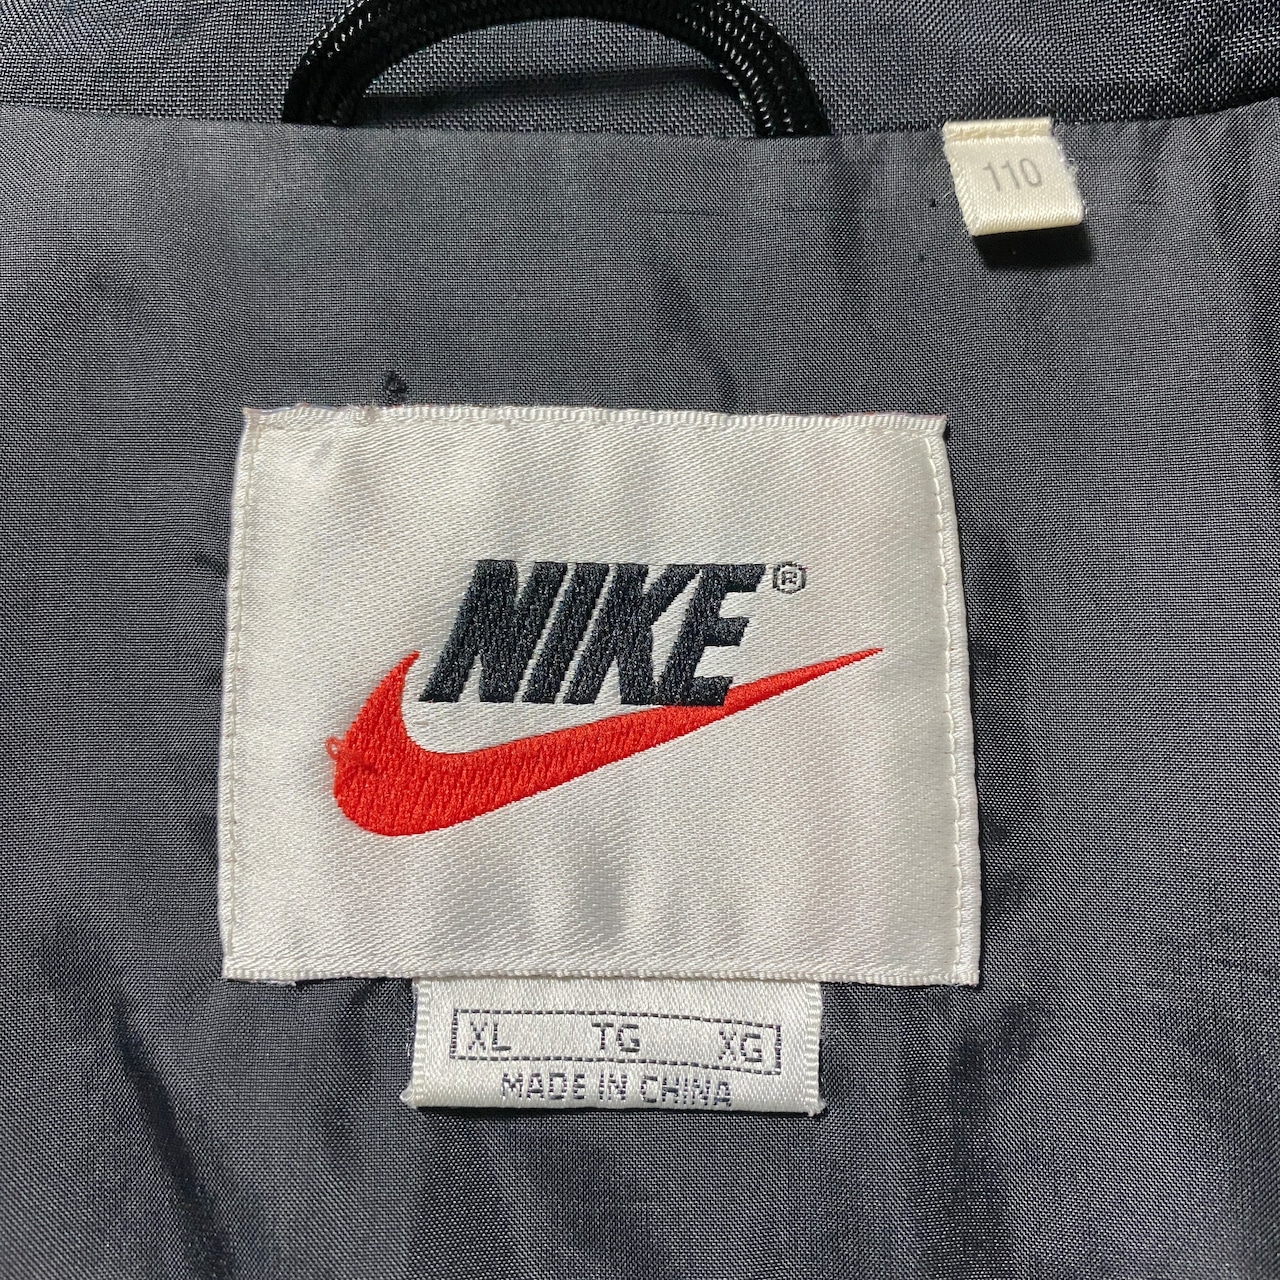 110
NIKE®
XL TG XG
MADE IN CHINA